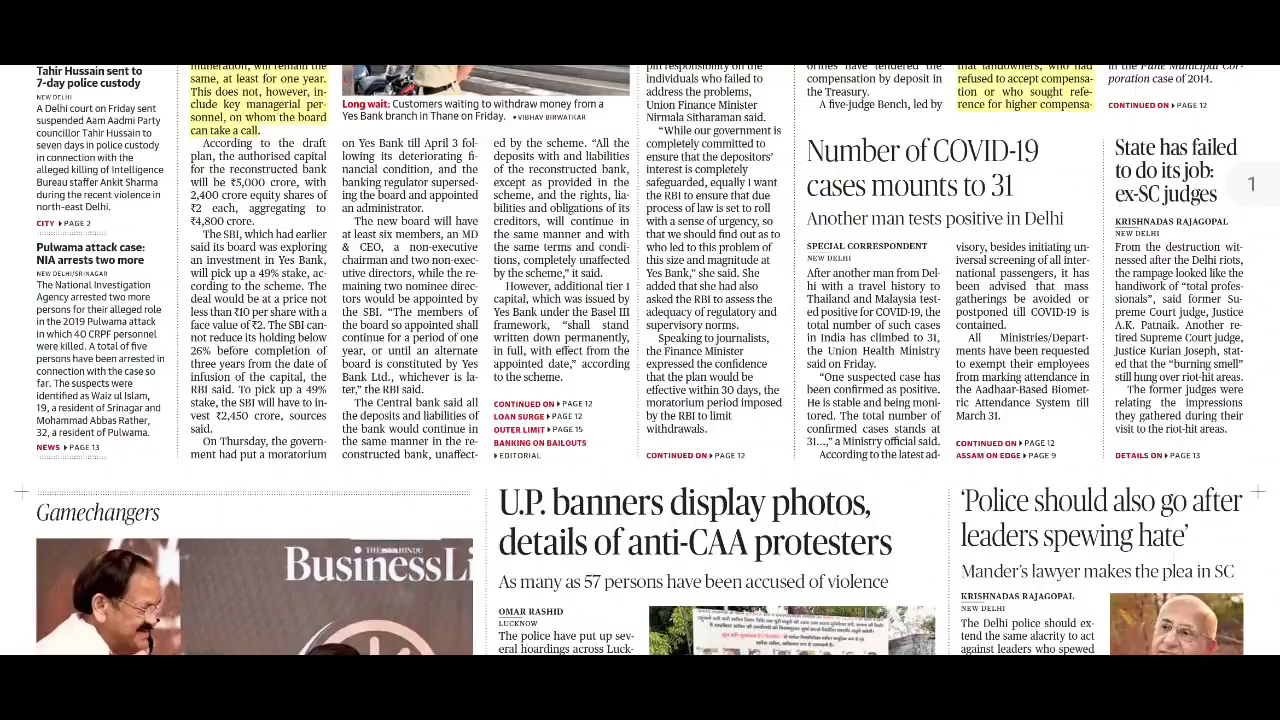 Tahir Hussain sent to
7-day police custody
NEW DELHI
A Delhi court on Friday sent
suspended Aam Aadmi Party
councillor Tahir Hussain to
seven days in police custody
in connection with the
alleged killing of Intelligence
Bureau staffer Ankit Sharma
during the recent violence in
north-east Delhi.
CITY ▶ PAGE 2
Pulwama attack case:
NIA arrests two more
NEW DELHI/SRINAGAR
The National Investigation
Agency arrested two more
persons for their alleged role
in the 2019 Pulwama attack
in which 40 CRPF personnel
were killed. A total of five
persons have been arrested in
connection with the case so
far. The suspects were
identified as Waiz ul Islam,
19, a resident of Srinagar and
Mohammad Abbas Rather,
32, a resident of Pulwama.
NEWS ▶ PAGE 13
muneration, will remain the
same, at least for one year.
This does not, however, in-
clude key managerial per-
sonnel, on whom the board
can take a call.
According to the draft
plan, the authorised capital
for the reconstructed bank
will be ₹5,000 crore, with
2,400 crore equity shares of
₹2 each, aggregating to
₹4,800 crore.
The SBI, which had earlier
said its board was exploring
an investment in Yes Bank,
will pick up a 49% stake, ac-
cording to the scheme. The
deal would be at a price not
less than ₹10 per share with a
face value of ₹2. The SBI can-
not reduce its holding below
26% before completion of
three years from the date of
infusion of the capital, the
RBI said. To pick up a 49%
stake, the SBI will have to in-
vest ₹2,450 crore, sources
said.
On Thursday, the govern-
ment had put a moratorium
Long wait: Customers waiting to withdraw money from a
Yes Bank branch in Thane on Friday. • VIBHAV BIRWATKAR
on Yes Bank till April 3 fol-
lowing its deteriorating fi-
nancial condition, and the
banking regulator supersed-
ed the board and appointed
an administrator.
The new board will have
at least six members, an MD
& CEO, a non-executive
chairman and two non-exec-
utive directors, while the re-
maining two nominee direc-
tors would be appointed by
the SBI. “The members of
the board so appointed shall
continue for a period of one
year, or until an alternate
board is constituted by Yes
Bank Ltd., whichever is la-
ter,” the RBI said.
The Central bank said all
the deposits and liabilities of
the bank would continue in
the same manner in the re-
constructed bank, unaffect-
ed by the scheme. “All the
deposits with and liabilities
of the reconstructed bank,
except as provided in the
scheme, and the rights, lia-
bilities and obligations of its
creditors, will continue in
the same manner and with
the same terms and condi-
tions, completely unaffected
by the scheme,” it said.
However, additional tier 1
capital, which was issued by
Yes Bank under the Basel III
framework, “shall stand
written down permanently,
in full, with effect from the
appointed date,” according
to the scheme.
CONTINUED ON ▶ PAGE 12
LOAN SURGE ▶ PAGE 12
OUTER LIMIT ▶ PAGE 15
BANKING ON BAILOUTS
▶ EDITORIAL
pin responsibility on the
individuals who failed to
address the problems,
Union Finance Minister
Nirmala Sitharaman said.
“While our government is
completely committed to
ensure that the depositors’
interest is completely
safeguarded, equally I want
the RBI to ensure that due
process of law is set to roll
with a sense of urgency, so
that we should find out as to
who led to this problem of
this size and magnitude at
Yes Bank,” she said. She
added that she had also
asked the RBI to assess the
adequacy of regulatory and
supervisory norms.
Speaking to journalists,
the Finance Minister
expressed the confidence
that the plan would be
effective within 30 days, the
moratorium period imposed
by the RBI to limit
withdrawals.
CONTINUED ON ▶ PAGE 12
orities have tendered the
compensation by deposit in
the Treasury.
A five-judge Bench, led by
that landowners, who had
refused to accept compensa-
tion or who sought refe-
rence for higher compensa-
in the Pune Municipal Cor-
poration case of 2014.
CONTINUED ON ▶ PAGE 12
Number of COVID-19
cases mounts to 31
Another man tests positive in Delhi
SPECIAL CORRESPONDENT
NEW DELHI
After another man from Del-
hi with a travel history to
Thailand and Malaysia test-
ed positive for COVID-19, the
total number of such cases
in India has climbed to 31,
the Union Health Ministry
said on Friday.
“One suspected case has
been confirmed as positive.
He is stable and being moni-
tored. The total number of
confirmed cases stands at
31...,” a Ministry official said.
According to the latest ad-
visory, besides initiating un-
iversal screening of all inter-
national passengers, it has
been advised that mass
gatherings be avoided or
postponed till COVID-19 is
contained.
All Ministries/Depart-
ments have been requested
to exempt their employees
from marking attendance in
the Aadhaar-Based Biomet-
ric Attendance System till
March 31.
CONTINUED ON ▶ PAGE 12
ASSAM ON EDGE ▶ PAGE 9
State has failed
to do its job:
ex-SC judges
KRISHNADAS RAJAGOPAL
NEW DELHI
From the destruction wit-
nessed after the Delhi riots,
the rampage looked like the
handiwork of “total profes-
sionals”, said former Su-
preme Court judge, Justice
A.K. Patnaik. Another re-
tired Supreme Court judge,
Justice Kurian Joseph, stat-
ed that the “burning smell”
still hung over riot-hit areas.
The former judges were
relating the impressions
they gathered during their
visit to the riot-hit areas.
DETAILS ON ▶ PAGE 13
1
Gamechangers
THE HINDU
BusinessLi
U.P. banners display photos,
details of anti-CAA protesters
As many as 57 persons have been accused of violence
OMAR RASHID
LUCKNOW
The police have put up sev-
eral hoardings across Luck-
‘Police should also go after
leaders spewing hate’
Mander’s lawyer makes the plea in SC
KRISHNADAS RAJAGOPAL
NEW DELHI
The Delhi police should ex-
tend the same alacrity to act
against leaders who spewed